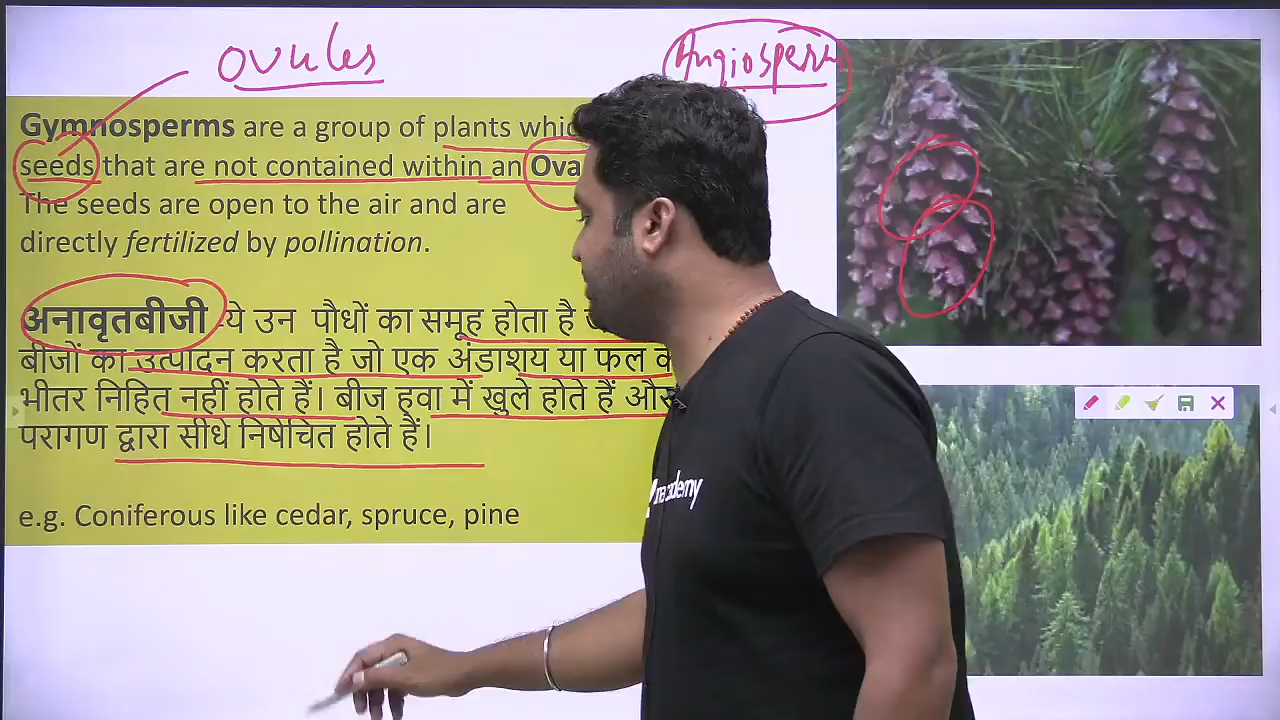 ovules
Angiosperm
Gymnosperms are a group of plants
seeds that are not contained within an
The seeds are open to the air and are
directly fertilized by pollination.
अनावृतबीजी -ये उन पौधों का समूह होता है
बीजों का उत्पादन करता है जो एक अंडाशय या फल
भीतर निहित नहीं होते हैं। बीज हवा में खुले होते हैं और
परागण द्वारा सीधे निषेचित होते हैं।
e.g. Coniferous like cedar, spruce, pine